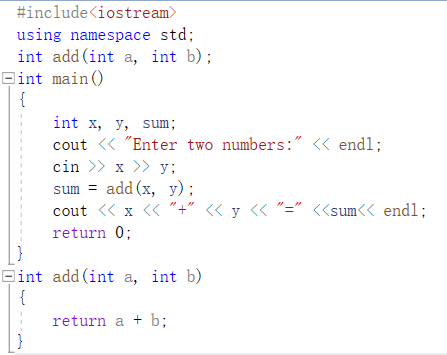 #include<iostream>
using namespace std;
int add(int a, int b);
int main()
{
    int x, y, sum;
    cout << "Enter two numbers:" << endl;
    cin >> x >> y;
    sum = add(x, y);
    cout << x << "+" << y << "=" <<sum<< endl;
    return 0;
}
int add(int a, int b)
{
    return a + b;
}